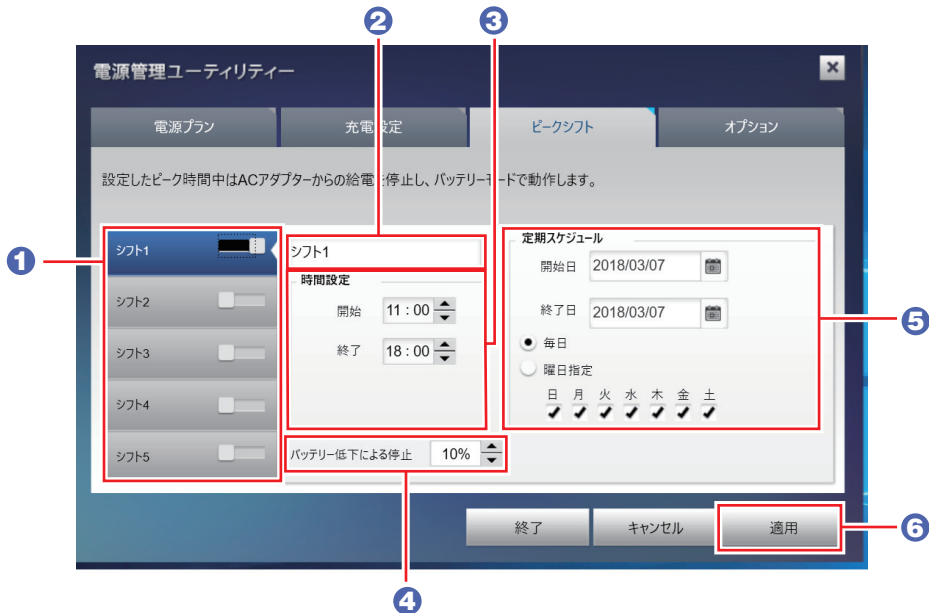 2 3
電源管理ユーティリティー
電源プラン 充電設定 ピークシフト オプション
設定したピーク時間中はACアダプターからの給電を停止し、バッテリーモードで動作します。
1
シフト1
シフト2
シフト3
シフト4
シフト5
シフト1
時間設定
開始 11 : 00
終了 18 : 00
バッテリー低下による停止 10%
定期スケジュール
開始日 2018/03/07
終了日 2018/03/07
毎日
曜日指定
日 月 火 水 木 金 土
5
終了 キャンセル 適用
6
4